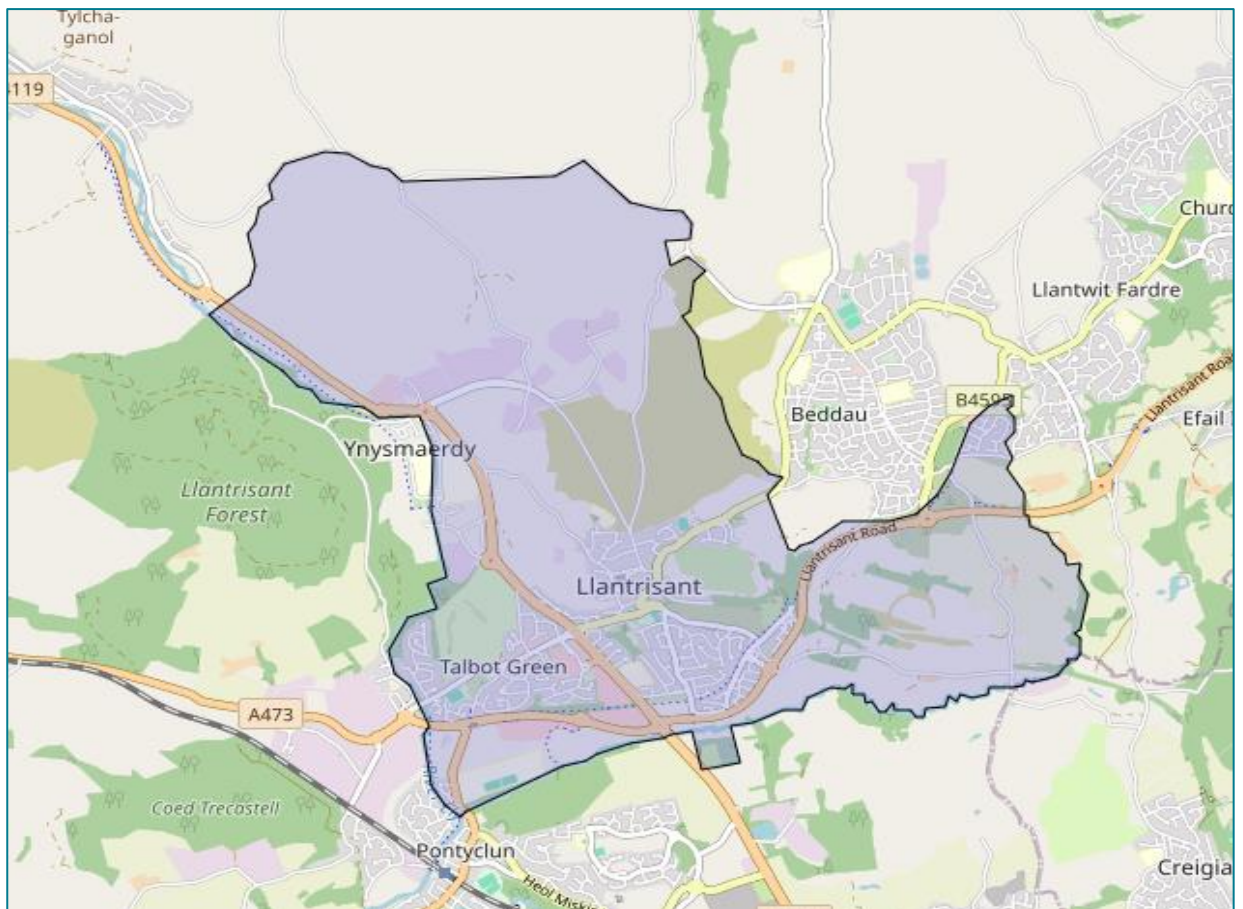 Tylcha-
ganol
4119
Churc
Llantwit Fardre
Llantrisant Road
B4595
Beddau
Efail I
Ynysmaerdy
Llantrisant
Forest
Llantrisant Road
Llantrisant
Talbot Green
A473
Coed Trecastell
Pontyclun
Heol Miskin
Creigia